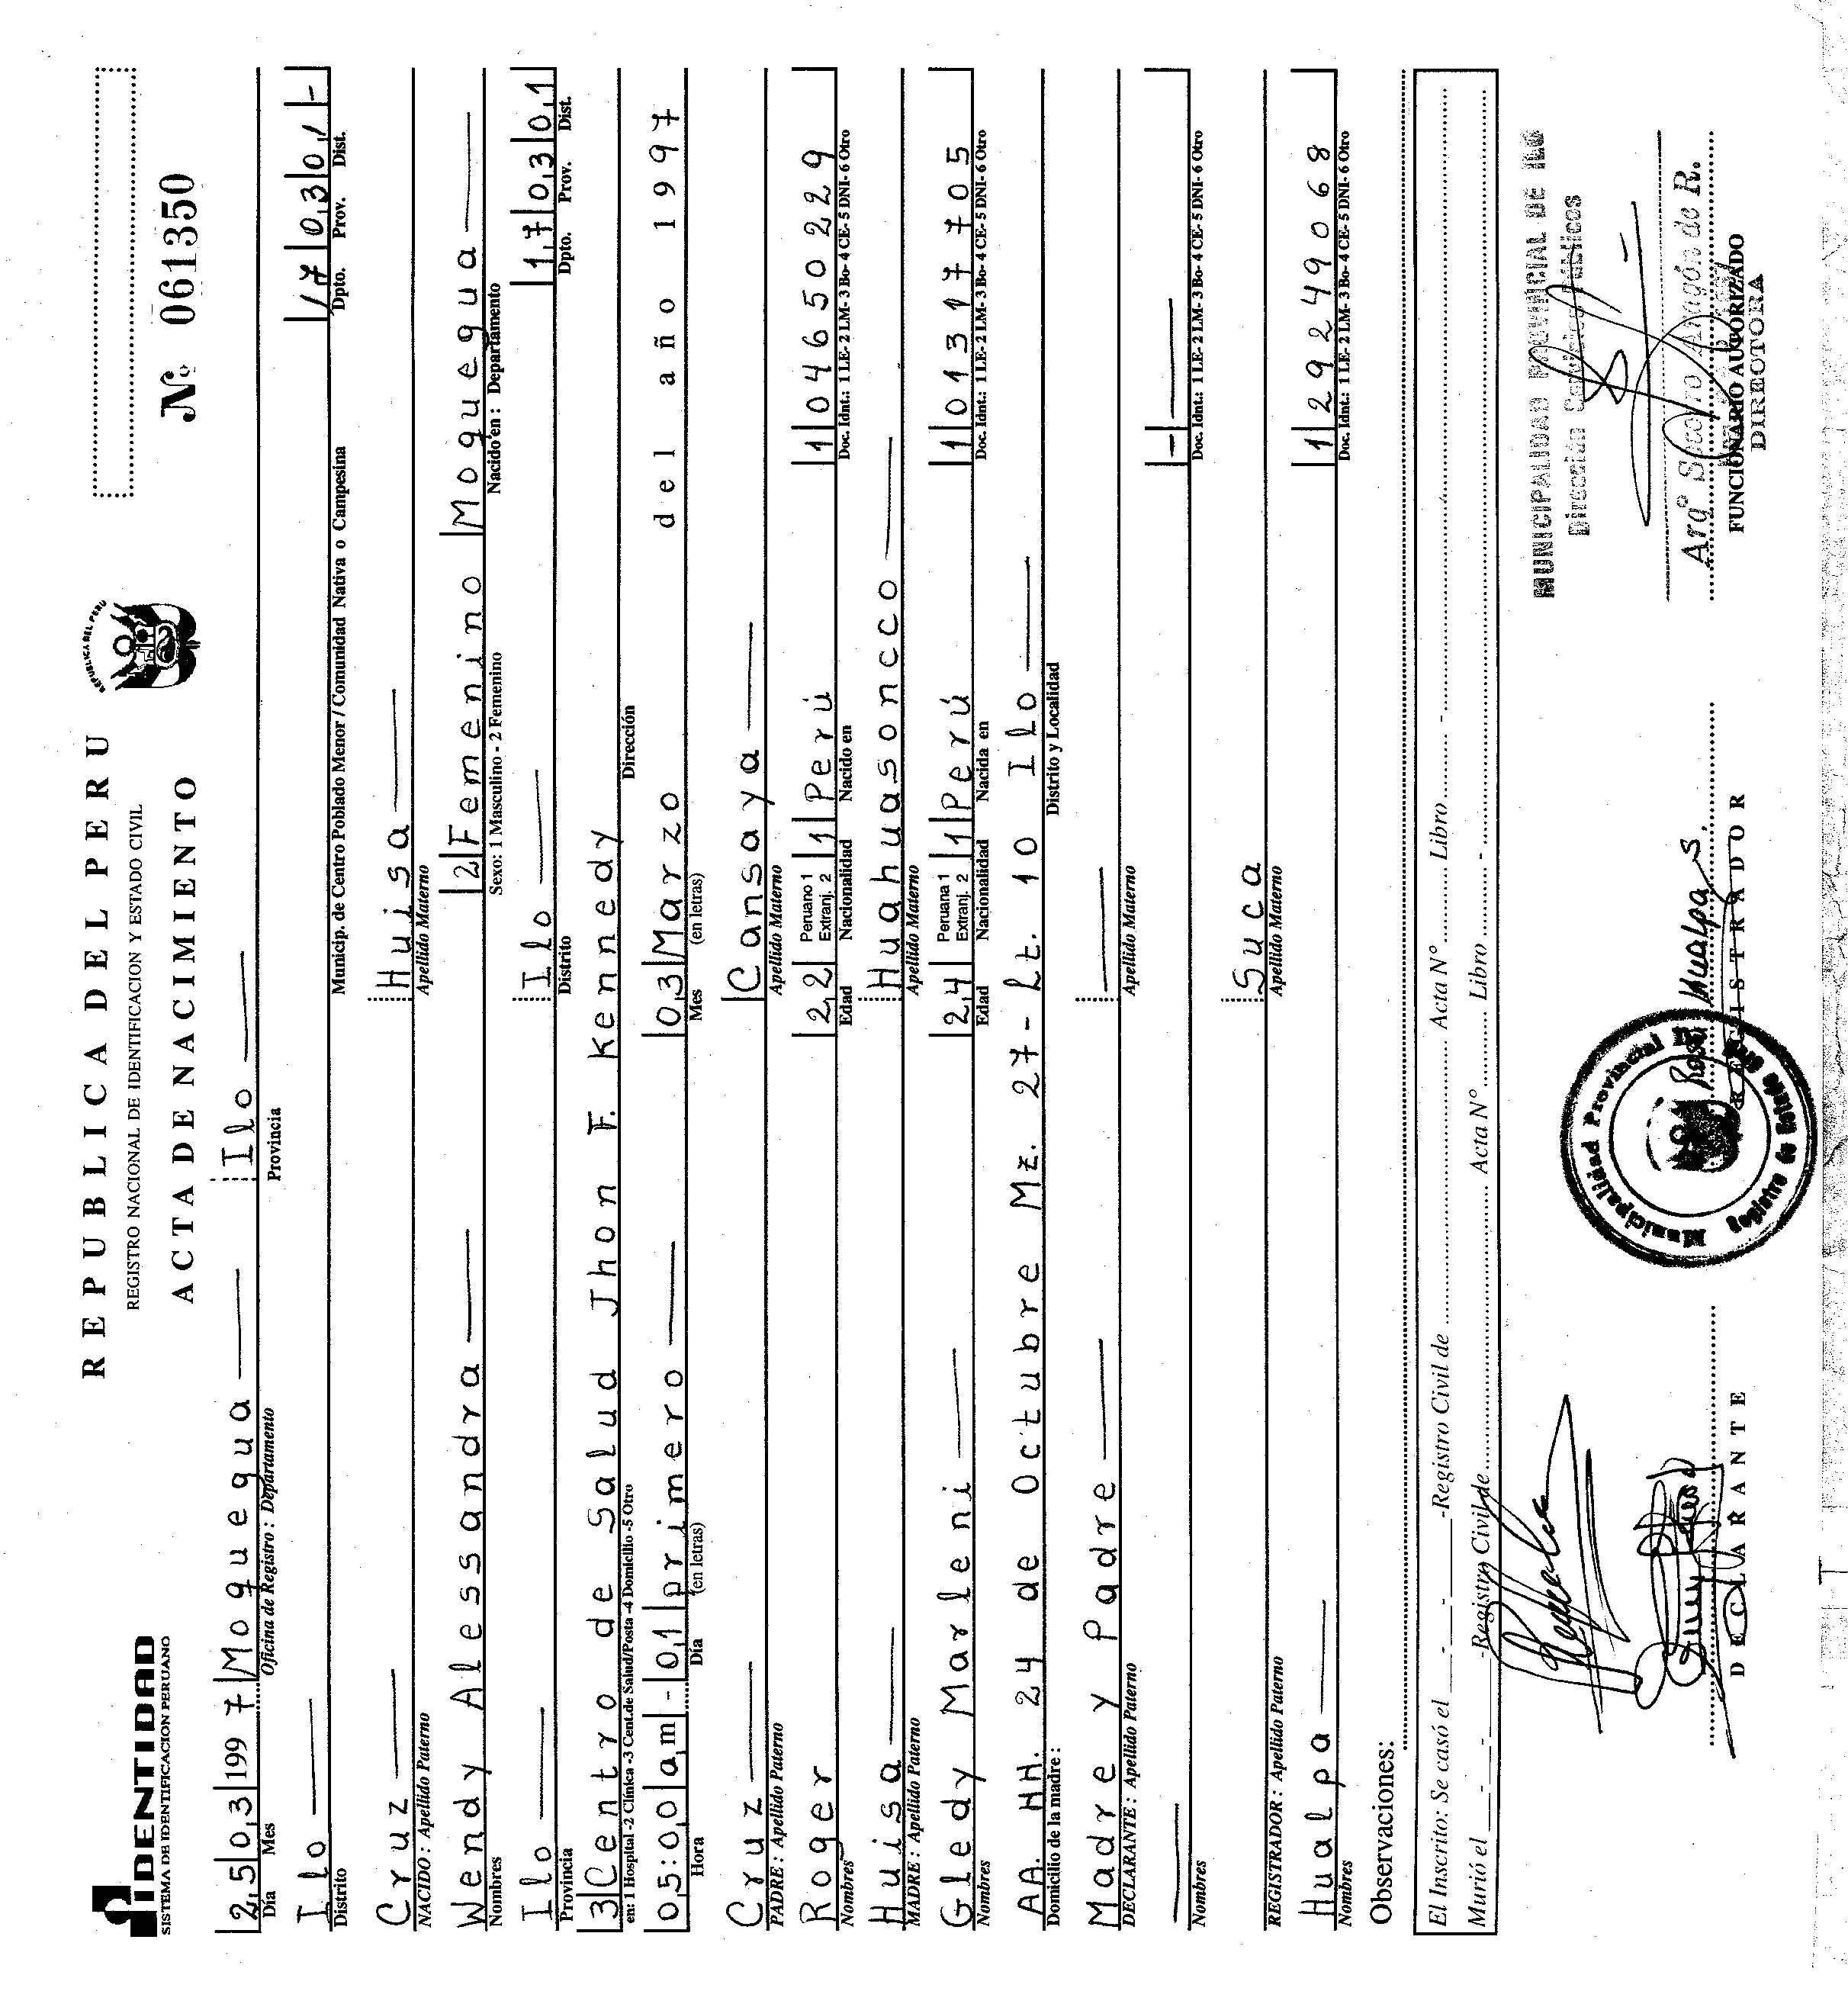 IDENTIDAD
SISTEMA DE IDENTIFICACION PERUANO
REPUBLICA DEL PERU
REGISTRO NACIONAL DE IDENTIFICACION Y ESTADO CIVIL
ACTA DE NACIMIENTO
REPUBLICA DEL PERU
Nº 061350
25 03 1997 Moquegua Ilo
Día Mes Oficina de Registro : Departamento Provincia
Ilo 17 03 01 -
Distrito Municip. de Centro Poblado Menor / Comunidad Nativa o Campesina Dpto. Prov. Dist.
Cruz Huisa
NACIDO : Apellido Paterno Apellido Materno
Wendy Alessandra 2 Femenino Moquegua
Nombres Sexo: 1 Masculino - 2 Femenino Nacido en : Departamento
Ilo Ilo 17 03 01
Provincia Distrito Dpto. Prov. Dist.
3 Centro de Salud Jhon F. Kennedy
en: 1 Hospital -2 Clínica -3 Cent.de Salud/Posta -4 Domicilio -5 Otro Dirección
05:00 am - 01 primero 03 Marzo del año 1997
Hora Día (en letras) Mes (en letras)
Cruz Cansaya
PADRE : Apellido Paterno Apellido Materno
Roger 22 Peruano 1 Extranj. 2 1 Perú 1 04650229
Nombres Edad Nacionalidad Nacido en Doc. Idnt.: 1 LE- 2 LM- 3 Bo- 4 CE- 5 DNI- 6 Otro
Huisa Huahuasoncco
MADRE : Apellido Paterno Apellido Materno
Gledy Marleni 24 Peruana 1 Extranj. 2 1 Perú 1 01317705
Nombres Edad Nacionalidad Nacida en Doc. Idnt.: 1 LE- 2 LM- 3 Bo- 4 CE- 5 DNI- 6 Otro
AA. HH. 24 de Octubre Mz. 27- Lt. 10 Ilo
Domicilio de la madre : Distrito y Localidad
Madre y Padre
DECLARANTE : Apellido Paterno Apellido Materno
-
Nombres Doc. Idnt.: 1 LE- 2 LM- 3 Bo- 4 CE- 5 DNI- 6 Otro
Suca
REGISTRADOR : Apellido Paterno Apellido Materno
Hualpa 1 29249068
Nombres Doc. Idnt.: 1 LE- 2 LM- 3 Bo- 4 CE- 5 DNI- 6 Otro
Observaciones:
El Inscrito: Se casó el - - -Registro Civil de Acta Nº Libro -
Murió el - - -Registro Civil de Acta Nº Libro -
MUNICIPALIDAD PROVINCIAL DE ILO
Dirección Servicios Públicos
Municipalidad Provincial
Registro de Estado Civil
Rosa Hualpa S.
Arqº Aragón de R.
DECLARANTE REGISTRADOR FUNCIONARIO AUTORIZADO
DIRECTORA